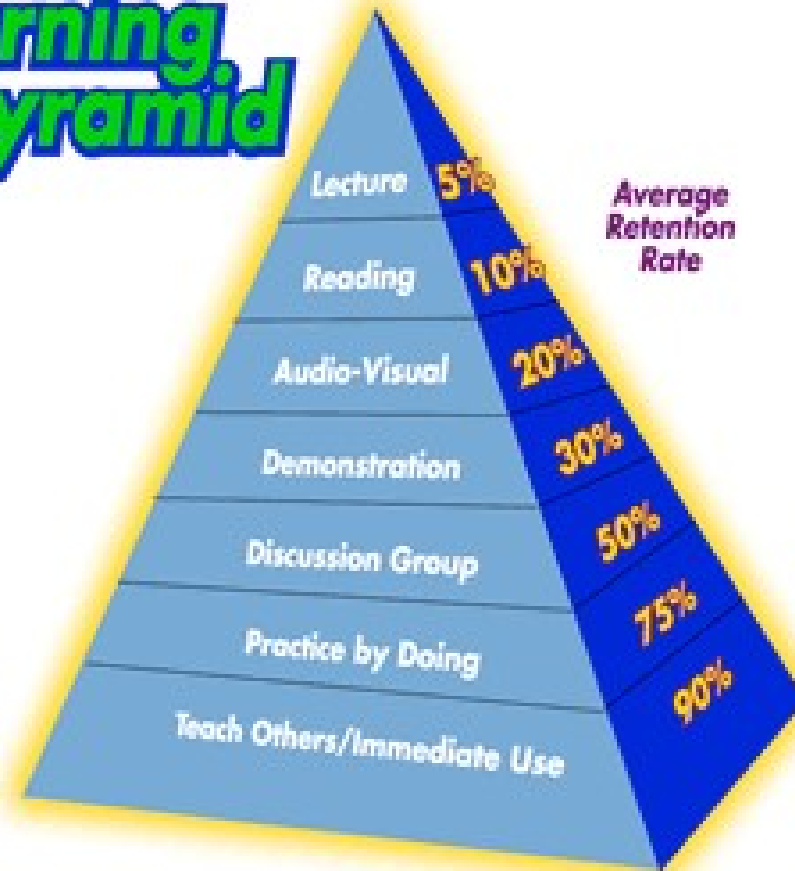 rning
yramid
Lecture 5%
Average
Retention
Rate
Reading 10%
Audio-Visual 20%
Demonstration 30%
Discussion Group 50%
Practice by Doing 75%
Teach Others/Immediate Use 90%